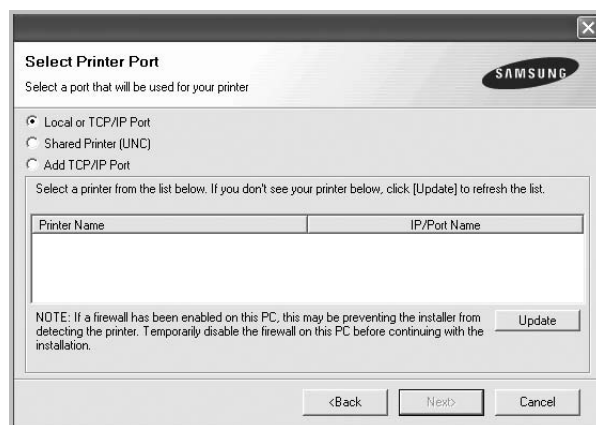 Select Printer Port
Select a port that will be used for your printer
SAMSUNG
Local or TCP/IP Port
Shared Printer (UNC)
Add TCP/IP Port
Select a printer from the list below. If you don't see your printer below, click [Update] to refresh the list.
Printer Name IP/Port Name
NOTE: If a firewall has been enabled on this PC, this may be preventing the installer from
detecting the printer. Temporarily disable the firewall on this PC before continuing with the
installation.
Update
<Back Next> Cancel